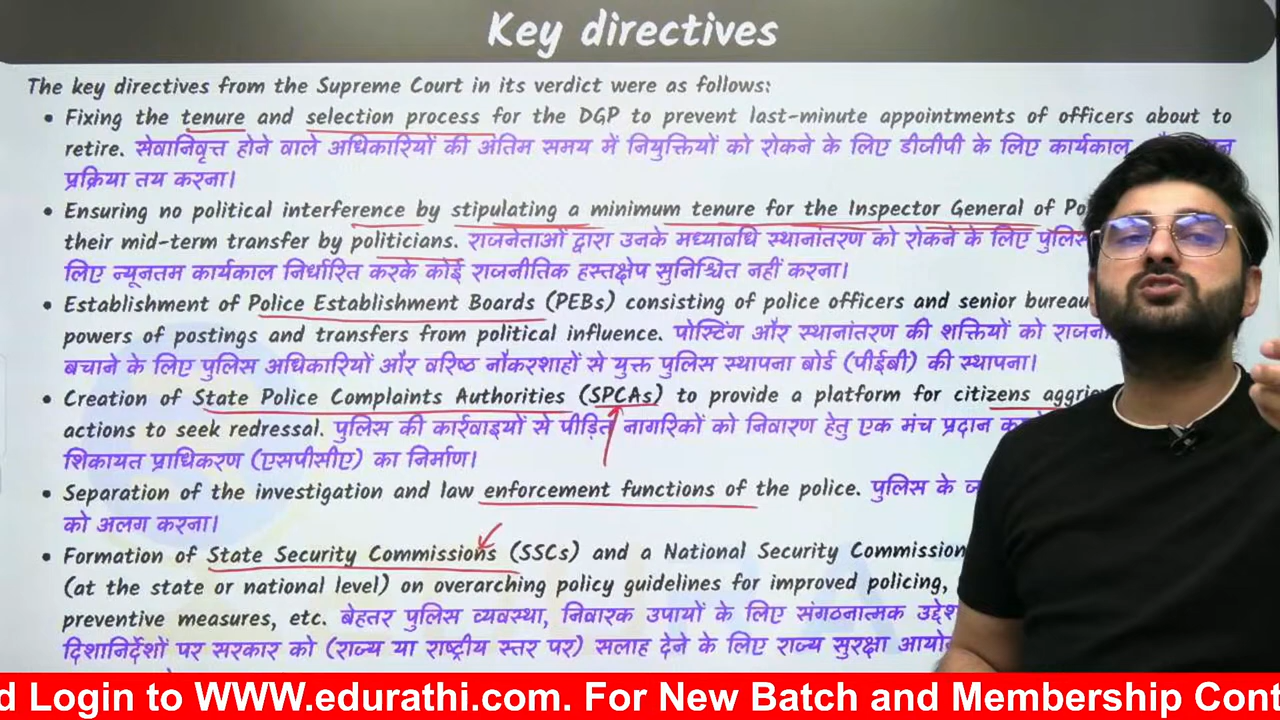 Key directives
The key directives from the Supreme Court in its verdict were as follows:
• Fixing the tenure and selection process for the DGP to prevent last-minute appointments of officers about to
retire. सेवानिवृत्त होने वाले अधिकारियों की अंतिम समय में नियुक्तियों को रोकने के लिए डीजीपी के लिए कार्यकाल
प्रक्रिया तय करना।
• Ensuring no political interference by stipulating a minimum tenure for the Inspector General of
their mid-term transfer by politicians. राजनेताओं द्वारा उनके मध्यावधि स्थानांतरण को रोकने के लिए
लिए न्यूनतम कार्यकाल निर्धारित करके कोई राजनीतिक हस्तक्षेप सुनिश्चित नहीं करना।
• Establishment of Police Establishment Boards (PEBs) consisting of police officers and senior
powers of postings and transfers from political influence. पोस्टिंग और स्थानांतरण की शक्तियों को
बचाने के लिए पुलिस अधिकारियों और वरिष्ठ नौकरशाहों से युक्त पुलिस स्थापना बोर्ड (पीईबी) की स्थापना।
• Creation of State Police Complaints Authorities (SPCAs) to provide a platform for citizens
actions to seek redressal. पुलिस की कार्रवाइयों से पीड़ित नागरिकों को निवारण हेतु एक मंच प्रदान
शिकायत प्राधिकरण (एसपीसीए) का निर्माण।
• Separation of the investigation and law enforcement functions of the police. पुलिस के
को अलग करना।
• Formation of State Security Commissions (SSCs) and a National Security Commission
(at the state or national level) on overarching policy guidelines for improved policing,
preventive measures, etc. बेहतर पुलिस व्यवस्था, निवारक उपायों के लिए संगठनात्मक
दिशानिर्देशों पर सरकार को (राज्य या राष्ट्रीय स्तर पर) सलाह देने के लिए राज्य सुरक्षा
Login to WWW.edurathi.com. For New Batch and Membership